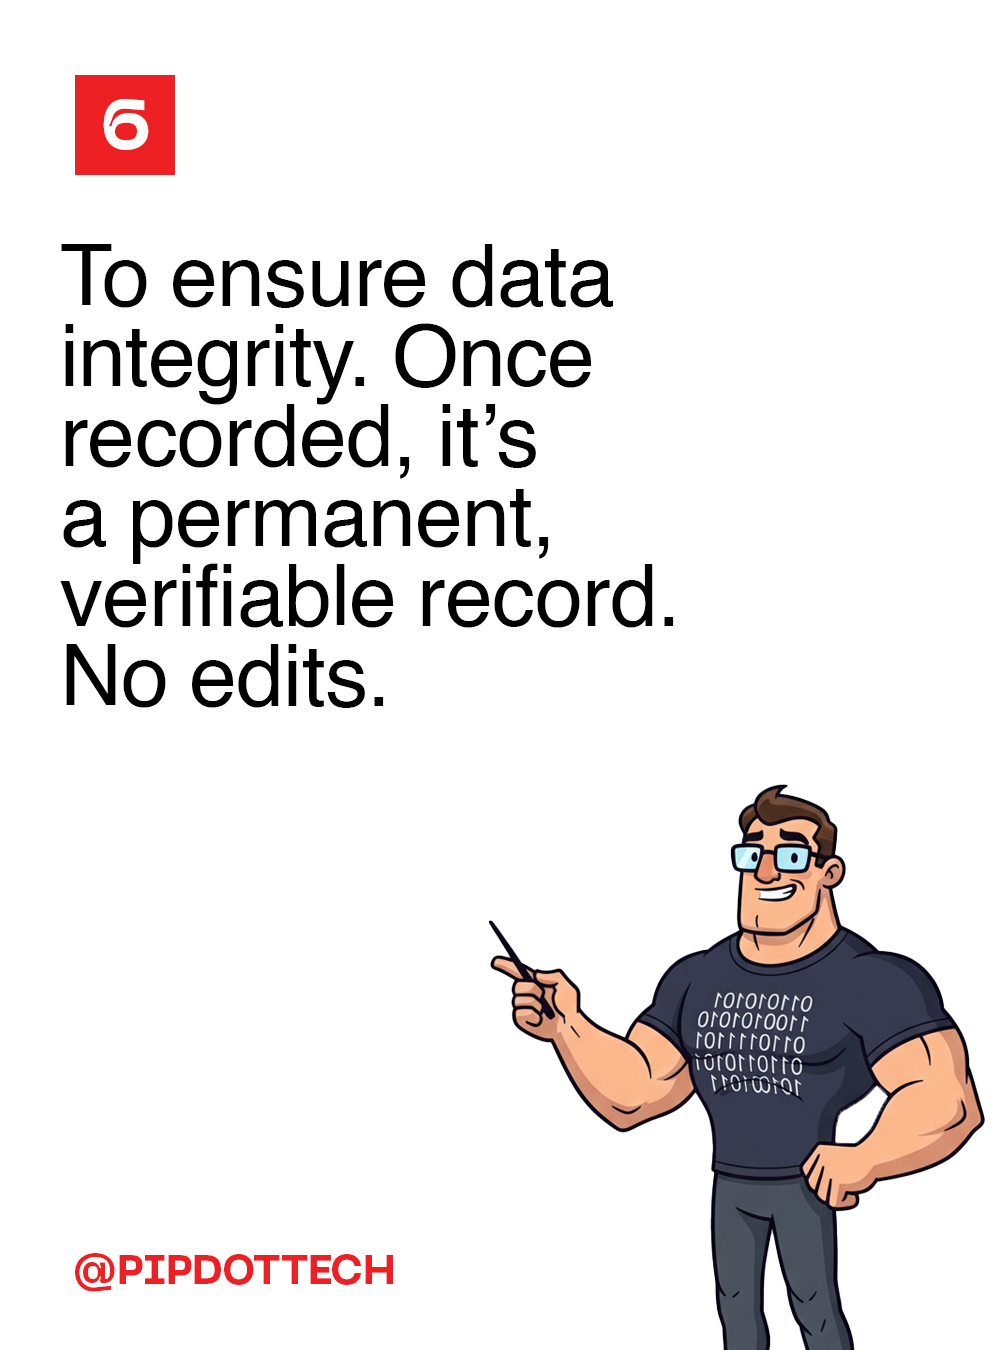 6
To ensure data
integrity. Once
recorded, it’s
a permanent,
verifiable record.
No edits.
@PIPDOTTECH